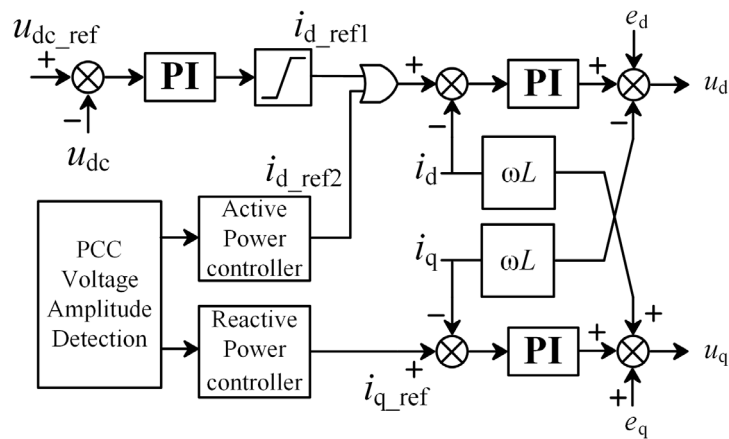 u_dc_ref
i_d_ref1
e_d
+
PI
+
PI
+
u_d
−
−
−
u_dc
i_d
ωL
i_d_ref2
PCC
Voltage
Amplitude
Detection
Active
Power
controller
i_q
ωL
Reactive
Power
controller
−
+
PI
+
+
u_q
+
i_q_ref
+
e_q